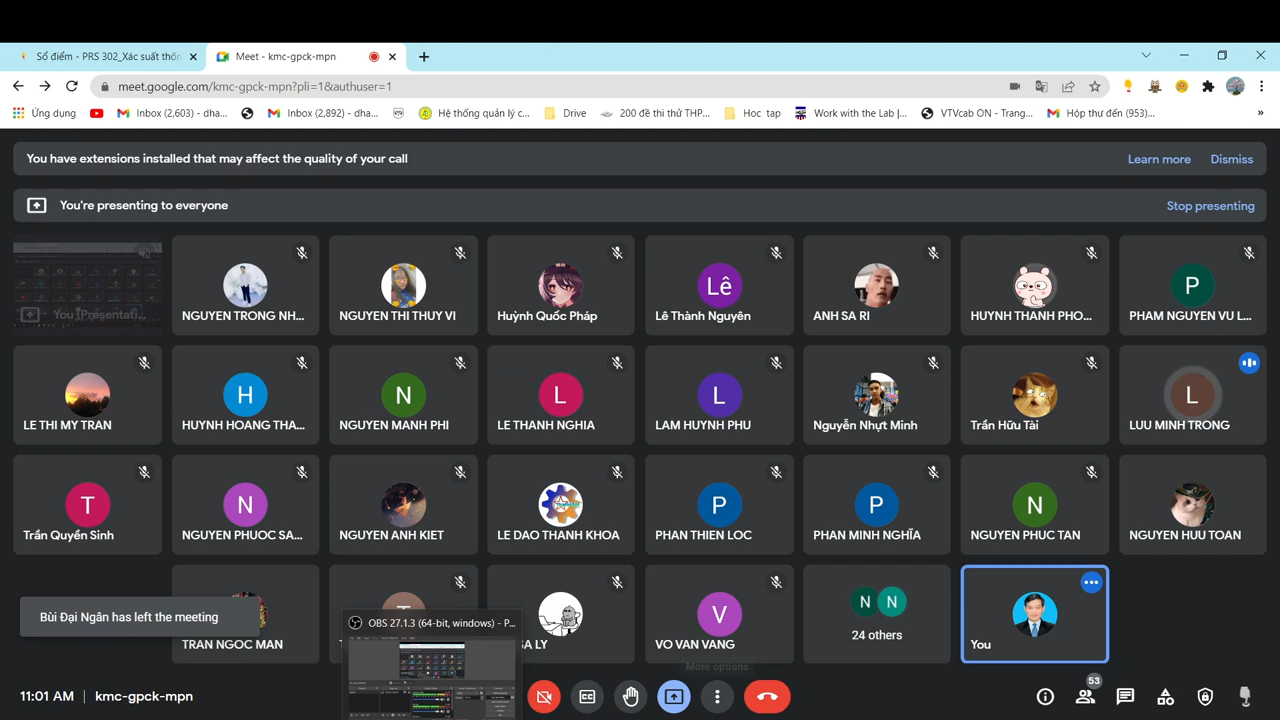 Sổ điểm - PRS 302_Xác suất thốn
Meet - kmc-gpck-mpn
meet.google.com/kmc-gpck-mpn?pli=1&authuser=1
Ứng dụng
Inbox (2,603) - dha...
Inbox (2,892) - dha...
Hệ thống quản lý c...
Drive
200 đề thi thử THP...
Hoc tap
Work with the Lab |...
VTVcab ON - Trang...
Hộp thư đến (953)...
»
You have extensions installed that may affect the quality of your call
Learn more
Dismiss
You're presenting to everyone
Stop presenting
You (Presentati...
NGUYEN TRONG NH...
NGUYEN THI THUY VI
Huỳnh Quốc Pháp
Lê
Lê Thành Nguyên
ANH SA RI
HUYNH THANH PHO...
P
PHAM NGUYEN VU L...
LE THI MY TRAN
H
HUYNH HOANG THA...
N
NGUYEN MANH PHI
L
LE THANH NGHIA
L
LAM HUYNH PHU
Nguyễn Nhựt Minh
Trần Hữu Tài
L
LUU MINH TRONG
T
Trần Quyền Sinh
N
NGUYEN PHUOC SA...
NGUYEN ANH KIET
LE DAO THANH KHOA
P
PHAN THIEN LOC
P
PHAN MINH NGHĨA
N
NGUYEN PHUC TAN
NGUYEN HUU TOAN
Bùi Đại Ngân has left the meeting
TRAN NGOC MAN
T
OBS 27.1.3 (64-bit, windows) - P...
SA LY
V
VO VAN VANG
N N
24 others
You
More options
11:01 AM
kmc-gpck-mpn
53